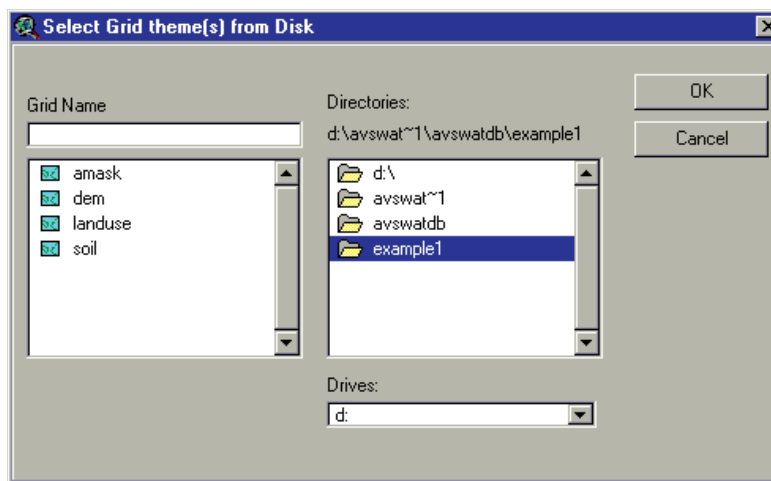 Select Grid theme(s) from Disk
Grid Name
amask
dem
landuse
soil
Directories:
d:\avswat~1\avswatdb\example1
d:\
avswat~1
avswatdb
example1
Drives:
d:
OK
Cancel